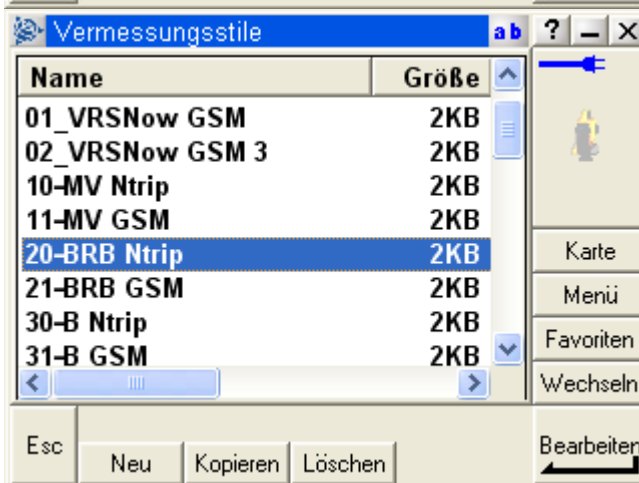 Vermessungsstile
ab ?
Name Größe
01_VRSNow GSM 2KB
02_VRSNow GSM 3 2KB
10-MV Ntrip 2KB
11-MV GSM 2KB
20-BRB Ntrip 2KB
21-BRB GSM 2KB
30-B Ntrip 2KB
31-B GSM 2KB
Karte
Menü
Favoriten
Wechseln
Esc
Neu Kopieren Löschen
Bearbeiten